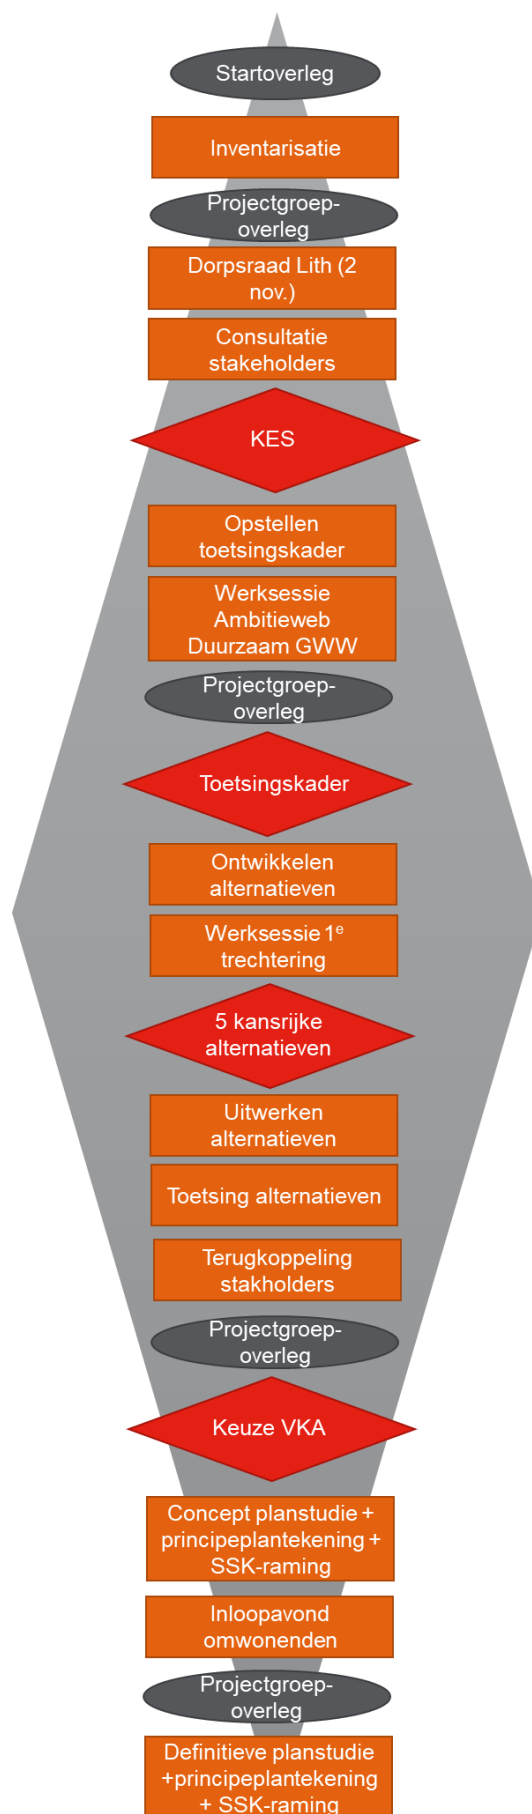 Startoverleg
Inventarisatie
Projectgroep-
overleg
Dorpsraad Lith (2
nov.)
Consultatie
stakeholders
KES
Opstellen
toetsingskader
Werksessie
Ambitieweb
Duurzaam GWW
Projectgroep-
overleg
Toetsingskader
Ontwikkelen
alternatieven
Werksessie 1e
trechtering
5 kansrijke
alternatieven
Uitwerken
alternatieven
Toetsing alternatieven
Terugkoppeling
stakholders
Projectgroep-
overleg
Keuze VKA
Concept planstudie +
principeplantekening +
SSK-raming
Inloopavond
omwonenden
Projectgroep-
overleg
Definitieve planstudie
+principeplantekening
+ SSK-raming